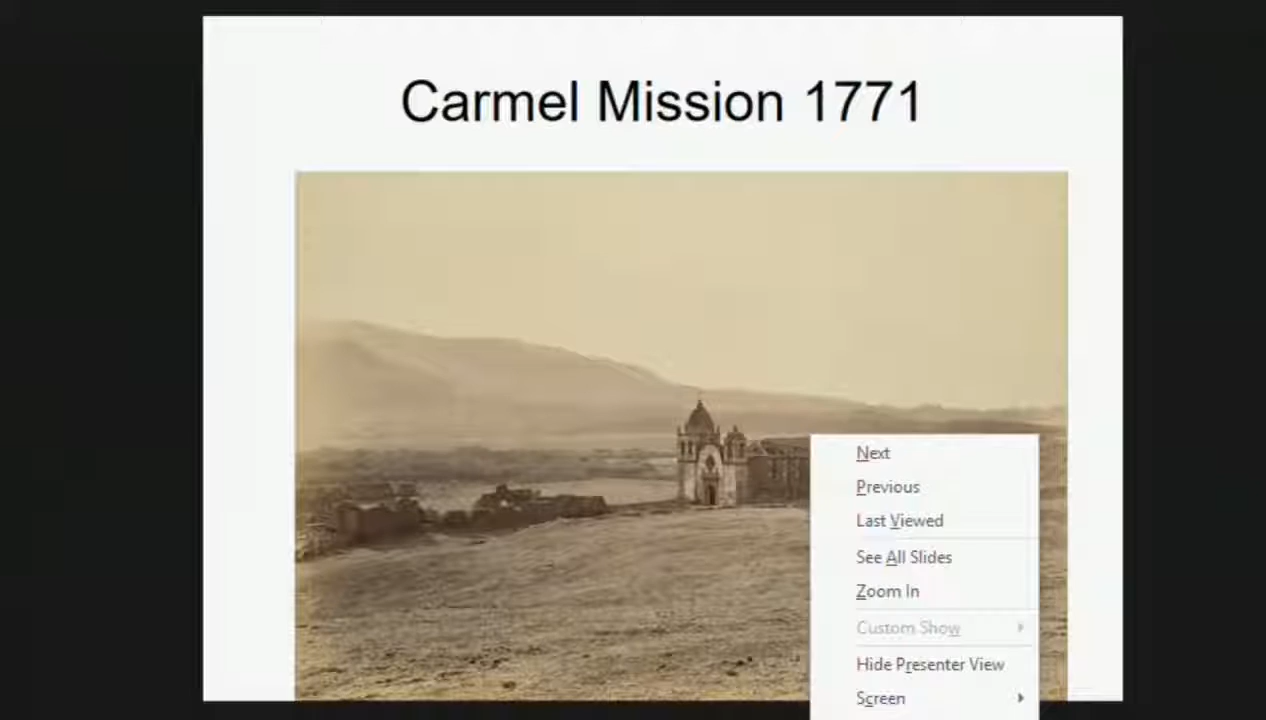 Carmel Mission 1771
Next
Previous
Last Viewed
See All Slides
Zoom In
Custom Show
Hide Presenter View
Screen